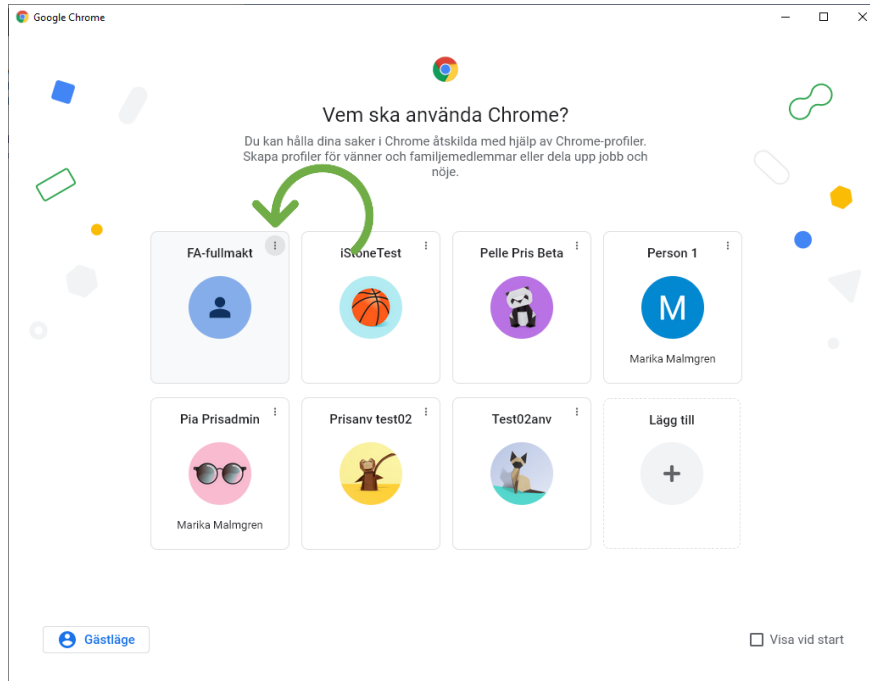 Google Chrome
Vem ska använda Chrome?
Du kan hålla dina saker i Chrome åtskilda med hjälp av Chrome-profiler.
Skapa profiler för vänner och familjemedlemmar eller dela upp jobb och
nöje.
FA-fullmakt
iStoneTest
Pelle Pris Beta
Person 1
M
Marika Malmgren
Pia Prisadmin
Prisanv test02
Test02anv
Lägg till
Marika Malmgren
Gästläge
Visa vid start